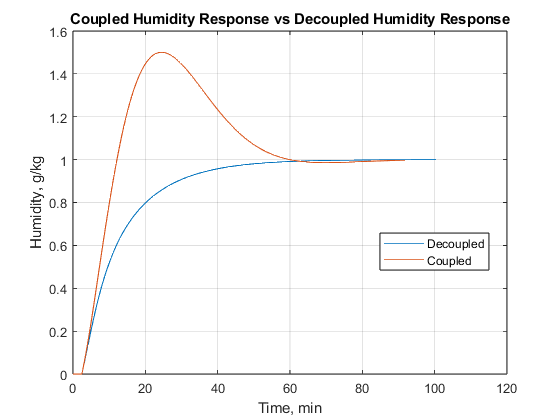 Coupled Humidity Response vs Decoupled Humidity Response
1.6
1.4
1.2
1
0.8
0.6
0.4
0.2
0
Humidity, g/kg
Decoupled
Coupled
0 20 40 60 80 100 120
Time, min